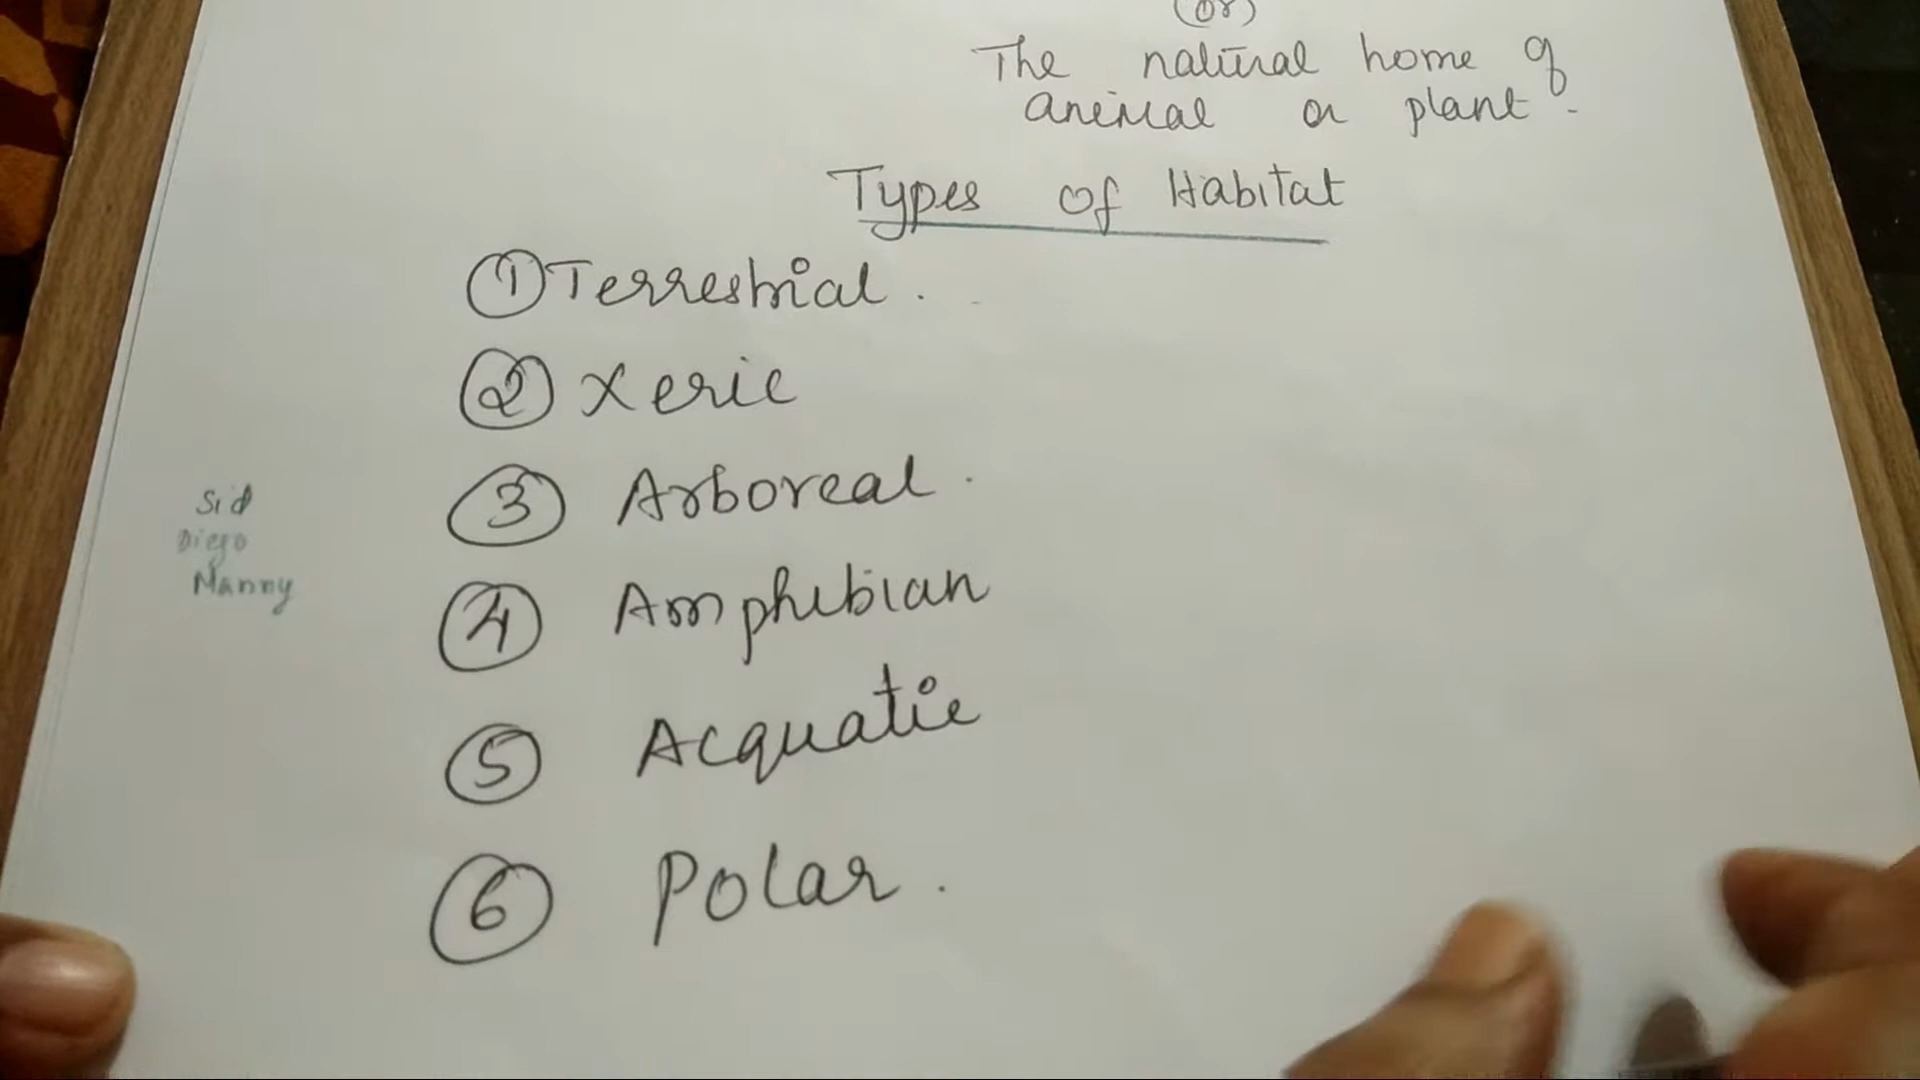 (or)
The natural home of
animal or plant.
Types of Habitat
① Terrestrial.
② Xeric
③ Arboreal.
④ Amphibian
⑤ Acquatic
⑥ Polar.
Sid
Diego
Manny